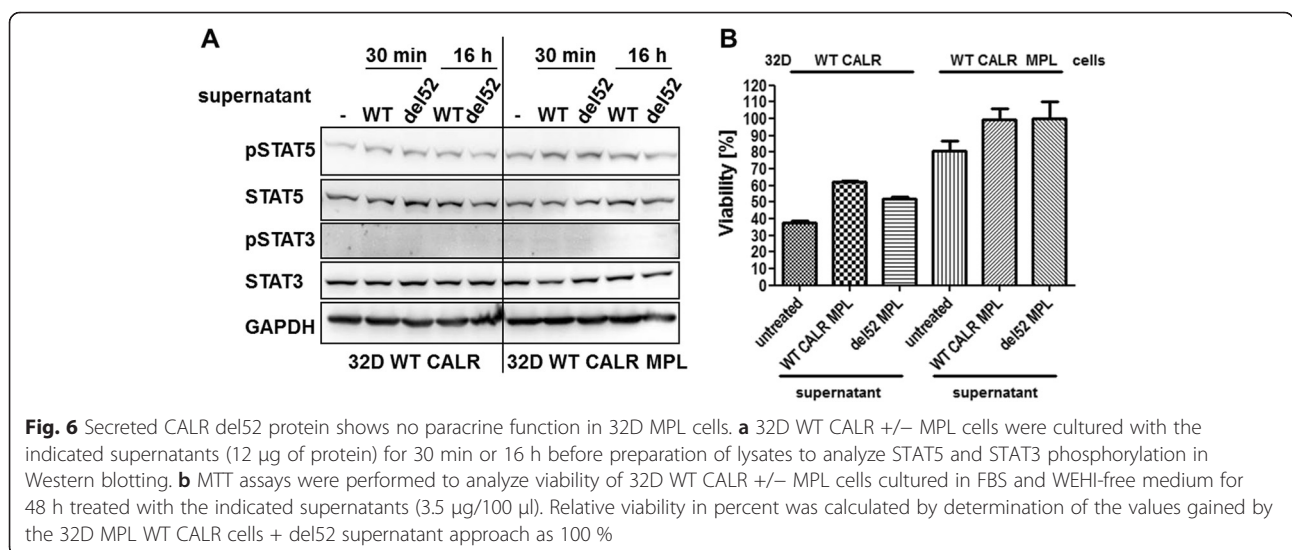 A
30 min 16 h
supernatant - WT del52 WT del52 - WT del52 WT del52
30 min 16 h
pSTAT5
STAT5
pSTAT3
STAT3
GAPDH
32D WT CALR 32D WT CALR MPL
B
32D WT CALR WT CALR MPL cells
Viability [%]
120
110
100
90
80
70
60
50
40
30
20
10
0
untreated
WT CALR MPL
del52 MPL
untreated
WT CALR MPL
del52 MPL
supernatant supernatant
Fig. 6 Secreted CALR del52 protein shows no paracrine function in 32D MPL cells. a 32D WT CALR +/− MPL cells were cultured with the
indicated supernatants (12 μg of protein) for 30 min or 16 h before preparation of lysates to analyze STAT5 and STAT3 phosphorylation in
Western blotting. b MTT assays were performed to analyze viability of 32D WT CALR +/− MPL cells cultured in FBS and WEHI-free medium for
48 h treated with the indicated supernatants (3.5 μg/100 μl). Relative viability in percent was calculated by determination of the values gained by
the 32D MPL WT CALR cells + del52 supernatant approach as 100 %